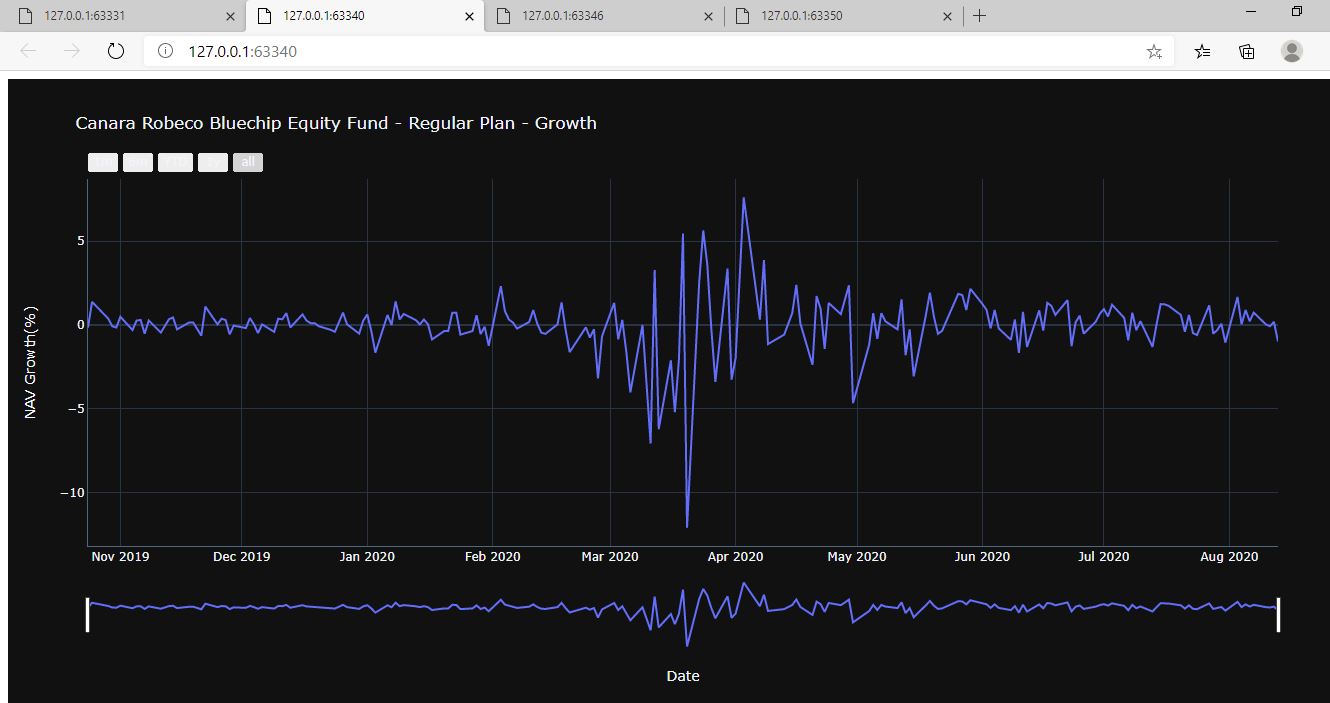 127.0.0.1:63331 127.0.0.1:63340 127.0.0.1:63346 127.0.0.1:63350
127.0.0.1:63340
Canara Robeco Bluechip Equity Fund - Regular Plan - Growth
1m 6m YTD 1y all
5
0
−5
−10
NAV Growth(%)
Nov 2019 Dec 2019 Jan 2020 Feb 2020 Mar 2020 Apr 2020 May 2020 Jun 2020 Jul 2020 Aug 2020
Date